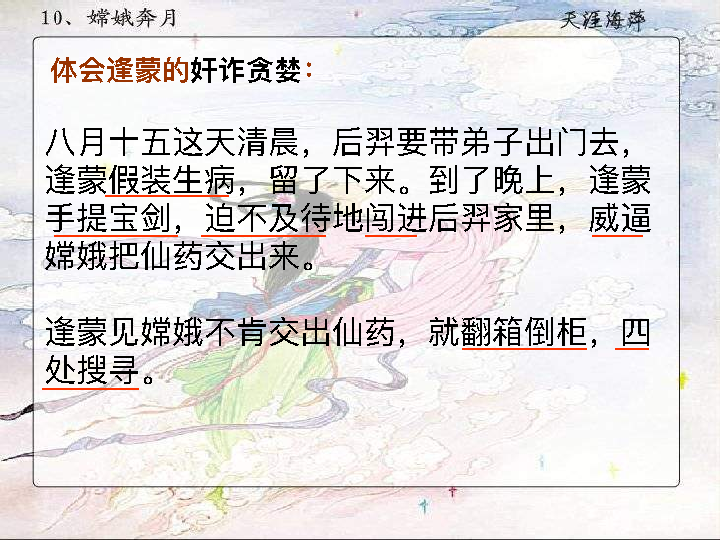 10、嫦娥奔月
天涯海萍
体会逢蒙的奸诈贪婪：
八月十五这天清晨，后羿要带弟子出门去，
逢蒙假装生病，留了下来。到了晚上，逢蒙
手提宝剑，迫不及待地闯进后羿家里，威逼
嫦娥把仙药交出来。
逢蒙见嫦娥不肯交出仙药，就翻箱倒柜，四
处搜寻。